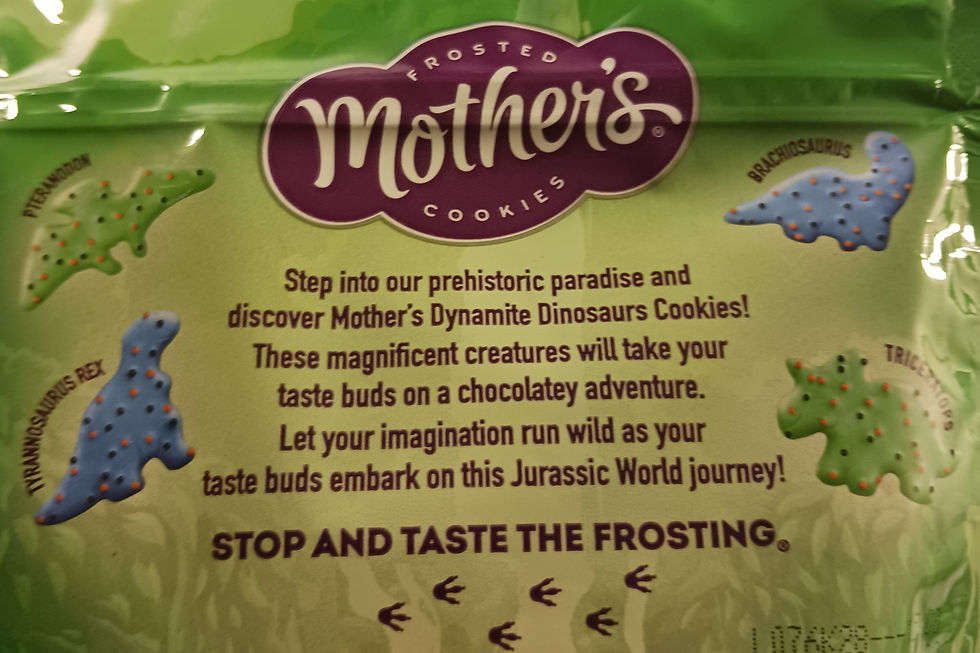 FROSTED
Mother's®
COOKIES
PTERANODON
BRACHIOSAURUS
Step into our prehistoric paradise and
discover Mother's Dynamite Dinosaurs Cookies!
These magnificent creatures will take your
taste buds on a chocolatey adventure.
Let your imagination run wild as your
taste buds embark on this Jurassic World journey!
TYRANNOSAURUS REX
TRICERATOPS
STOP AND TASTE THE FROSTING®